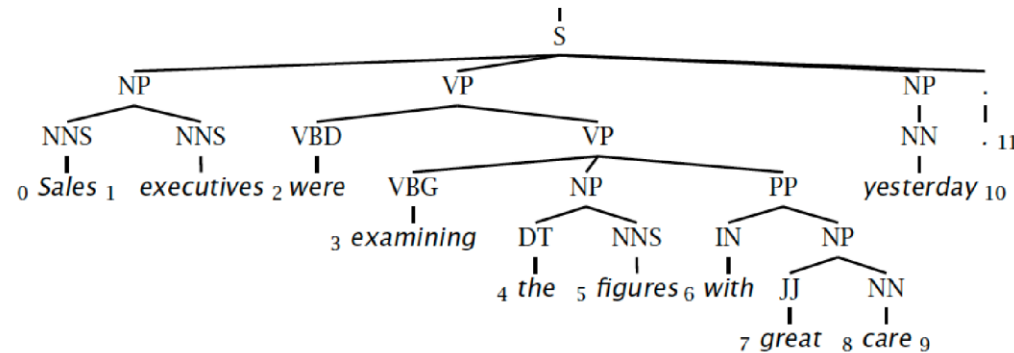 S
NP VP NP .
NNS NNS VBD VP NN . 11
0 Sales 1 executives 2 were VBG NP PP yesterday 10
3 examining DT NNS IN NP
4 the 5 figures 6 with JJ NN
7 great 8 care 9